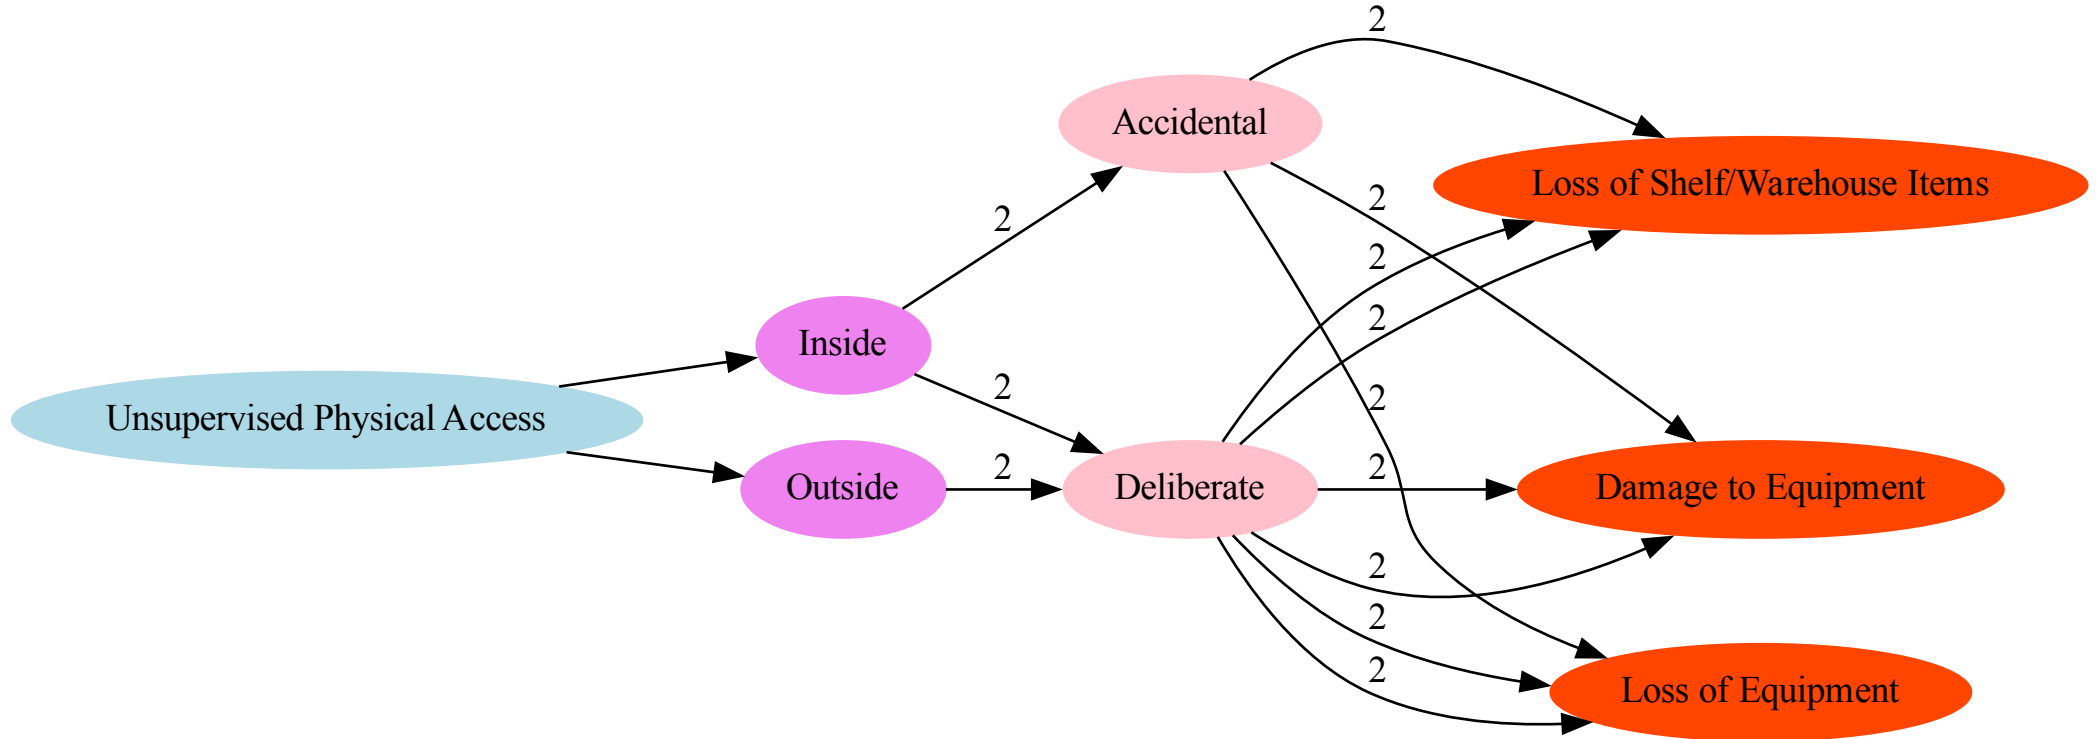 2
Accidental
Loss of Shelf/Warehouse Items
2
2
2
2
Inside
2
2
Unsupervised Physical Access
2
2
Outside
Deliberate
Damage to Equipment
2
2
2
2
Loss of Equipment